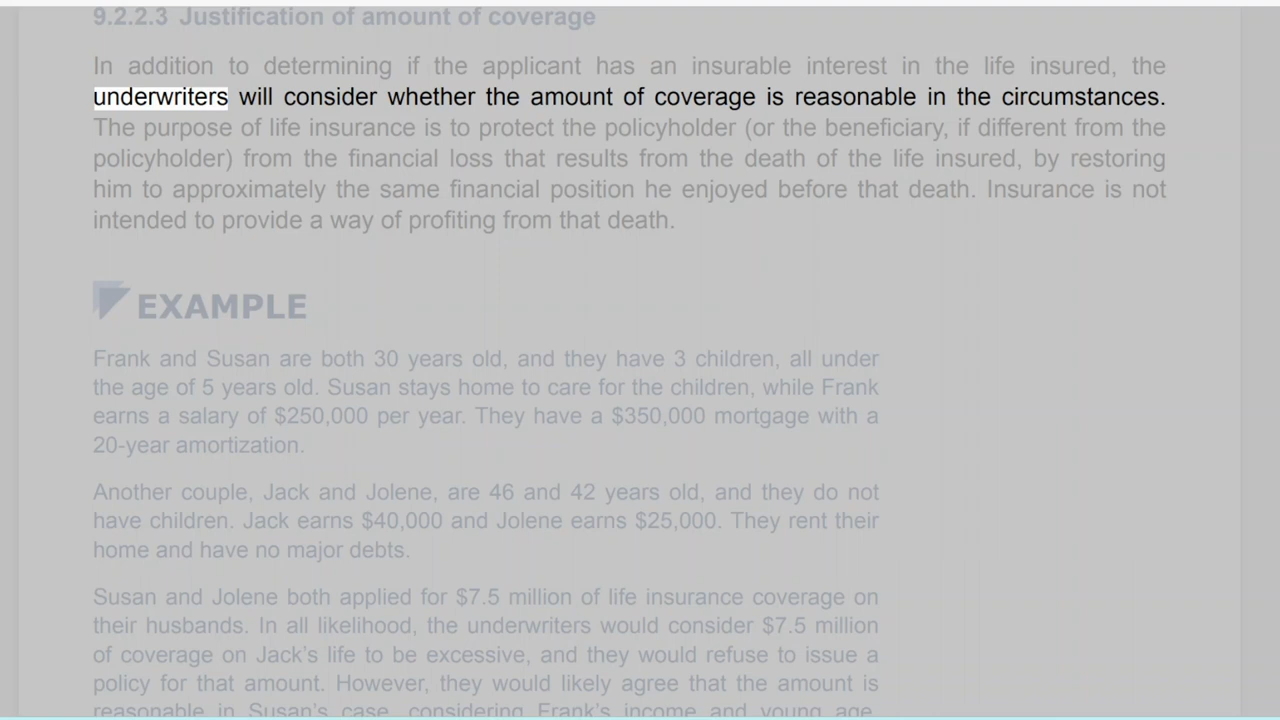 9.2.2.3 Justification of amount of coverage
In addition to determining if the applicant has an insurable interest in the life insured, the
underwriters will consider whether the amount of coverage is reasonable in the circumstances.
The purpose of life insurance is to protect the policyholder (or the beneficiary, if different from the
policyholder) from the financial loss that results from the death of the life insured, by restoring
him to approximately the same financial position he enjoyed before that death. Insurance is not
intended to provide a way of profiting from that death.
EXAMPLE
Frank and Susan are both 30 years old, and they have 3 children, all under
the age of 5 years old. Susan stays home to care for the children, while Frank
earns a salary of $250,000 per year. They have a $350,000 mortgage with a
20-year amortization.
Another couple, Jack and Jolene, are 46 and 42 years old, and they do not
have children. Jack earns $40,000 and Jolene earns $25,000. They rent their
home and have no major debts.
Susan and Jolene both applied for $7.5 million of life insurance coverage on
their husbands. In all likelihood, the underwriters would consider $7.5 million
of coverage on Jack's life to be excessive, and they would refuse to issue a
policy for that amount. However, they would likely agree that the amount is
reasonable in Susan's case, considering Frank's income and young age,